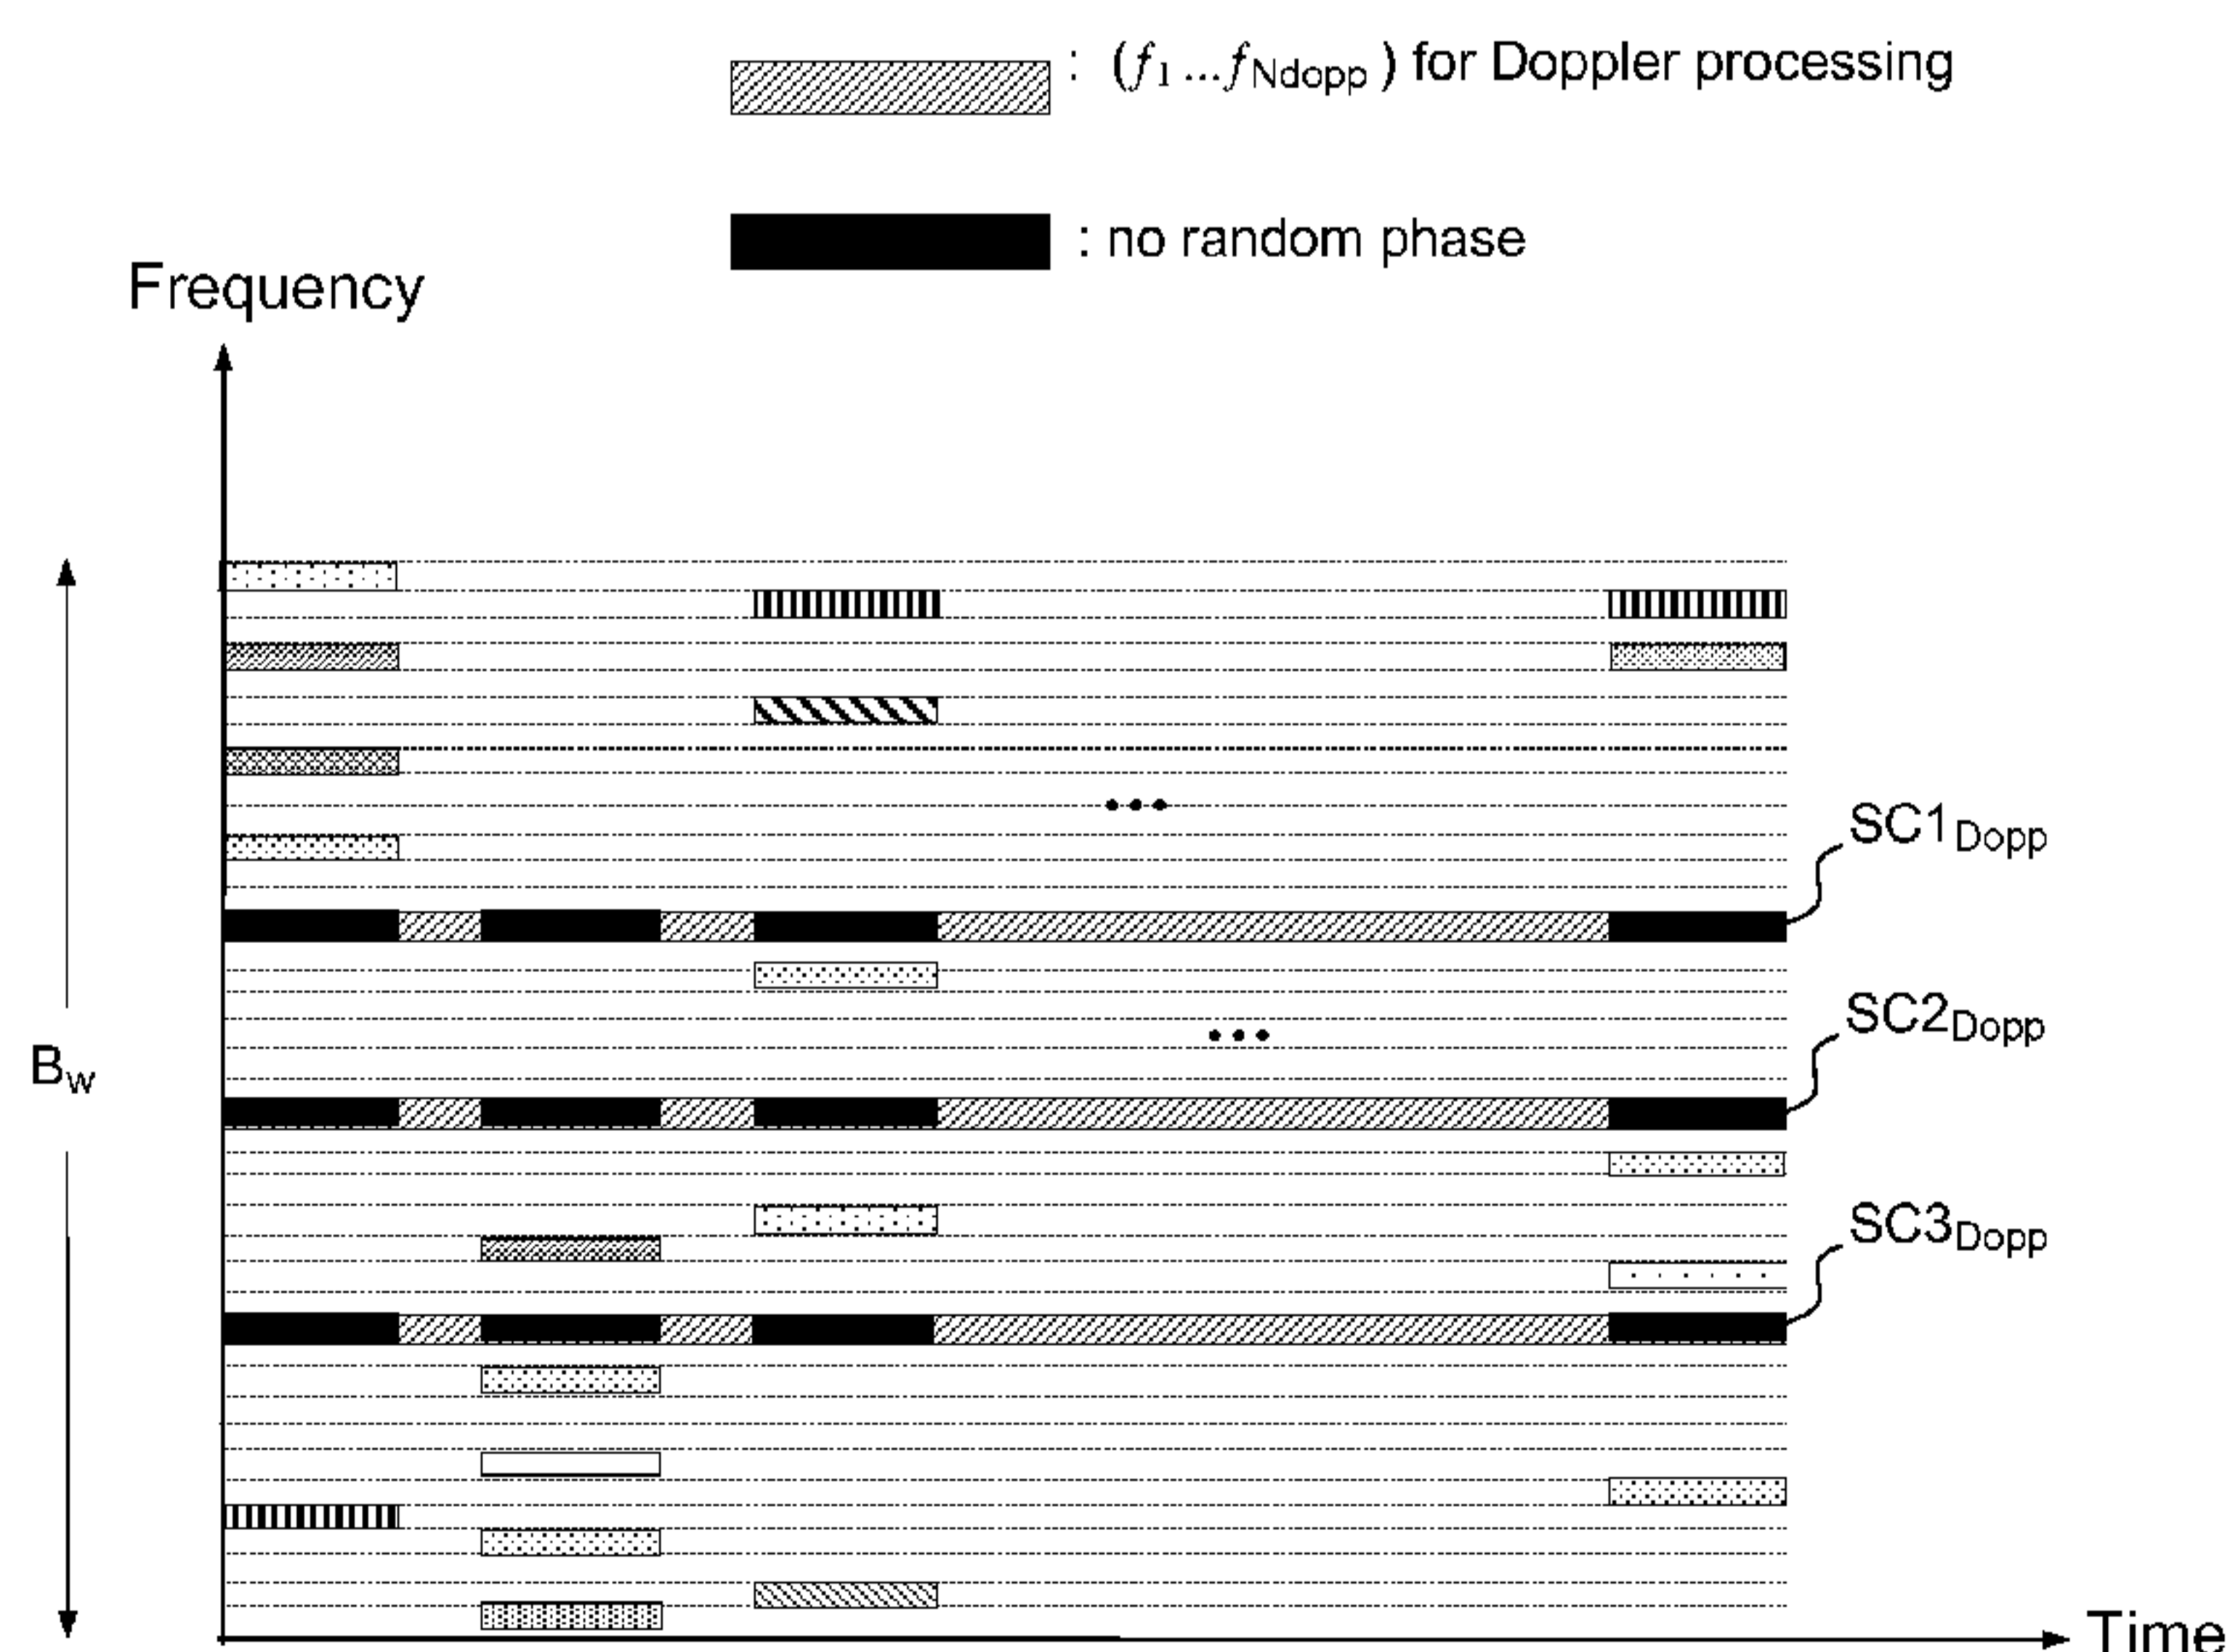 : (f1 ... fNdopp ) for Doppler processing
: no random phase
Frequency
SC1Dopp
SC2Dopp
Bw
SC3Dopp
Time